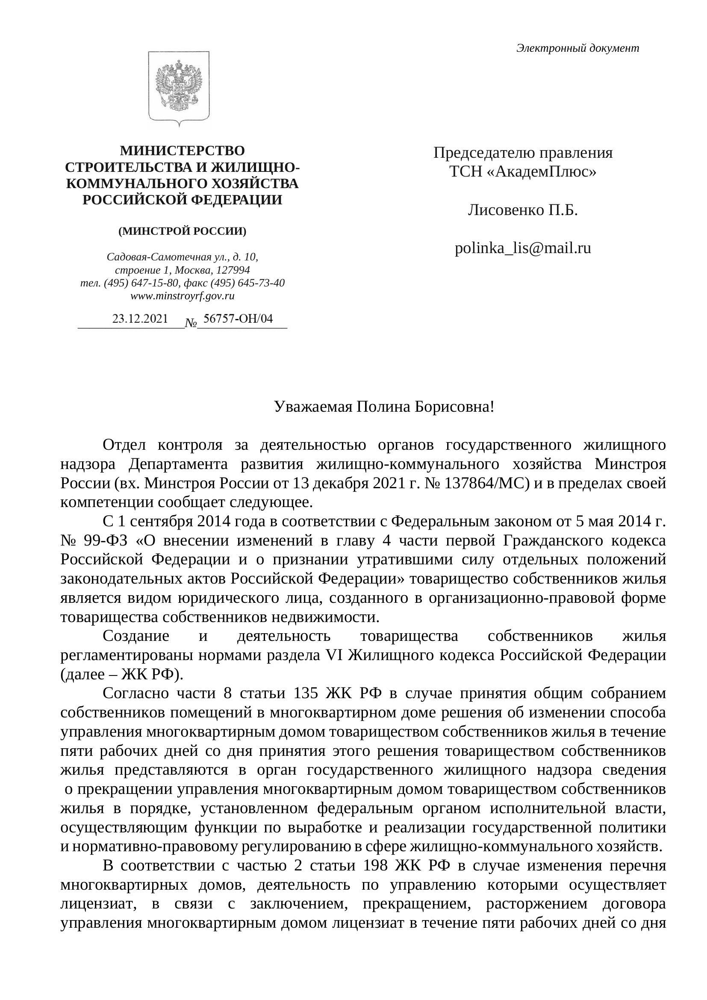 Электронный документ
МИНИСТЕРСТВО
СТРОИТЕЛЬСТВА И ЖИЛИЩНО-
КОММУНАЛЬНОГО ХОЗЯЙСТВА
РОССИЙСКОЙ ФЕДЕРАЦИИ
(МИНСТРОЙ РОССИИ)
Садовая-Самотечная ул., д. 10,
строение 1, Москва, 127994
тел. (495) 647-15-80, факс (495) 645-73-40
www.minstroyrf.gov.ru
23.12.2021 № 56757-ОН/04
Председателю правления
ТСН «АкадемПлюс»
Лисовенко П.Б.
polinka_lis@mail.ru
Уважаемая Полина Борисовна!
Отдел контроля за деятельностью органов государственного жилищного
надзора Департамента развития жилищно-коммунального хозяйства Минстроя
России (вх. Минстроя России от 13 декабря 2021 г. № 137864/МС) и в пределах своей
компетенции сообщает следующее.
С 1 сентября 2014 года в соответствии с Федеральным законом от 5 мая 2014 г.
№ 99-ФЗ «О внесении изменений в главу 4 части первой Гражданского кодекса
Российской Федерации и о признании утратившими силу отдельных положений
законодательных актов Российской Федерации» товарищество собственников жилья
является видом юридического лица, созданного в организационно-правовой форме
товарищества собственников недвижимости.
Создание и деятельность товарищества собственников жилья
регламентированы нормами раздела VI Жилищного кодекса Российской Федерации
(далее – ЖК РФ).
Согласно части 8 статьи 135 ЖК РФ в случае принятия общим собранием
собственников помещений в многоквартирном доме решения об изменении способа
управления многоквартирным домом товариществом собственников жилья в течение
пяти рабочих дней со дня принятия этого решения товариществом собственников
жилья представляются в орган государственного жилищного надзора сведения
о прекращении управления многоквартирным домом товариществом собственников
жилья в порядке, установленном федеральным органом исполнительной власти,
осуществляющим функции по выработке и реализации государственной политики
и нормативно-правовому регулированию в сфере жилищно-коммунального хозяйств.
В соответствии с частью 2 статьи 198 ЖК РФ в случае изменения перечня
многоквартирных домов, деятельность по управлению которыми осуществляет
лицензиат, в связи с заключением, прекращением, расторжением договора
управления многоквартирным домом лицензиат в течение пяти рабочих дней со дня